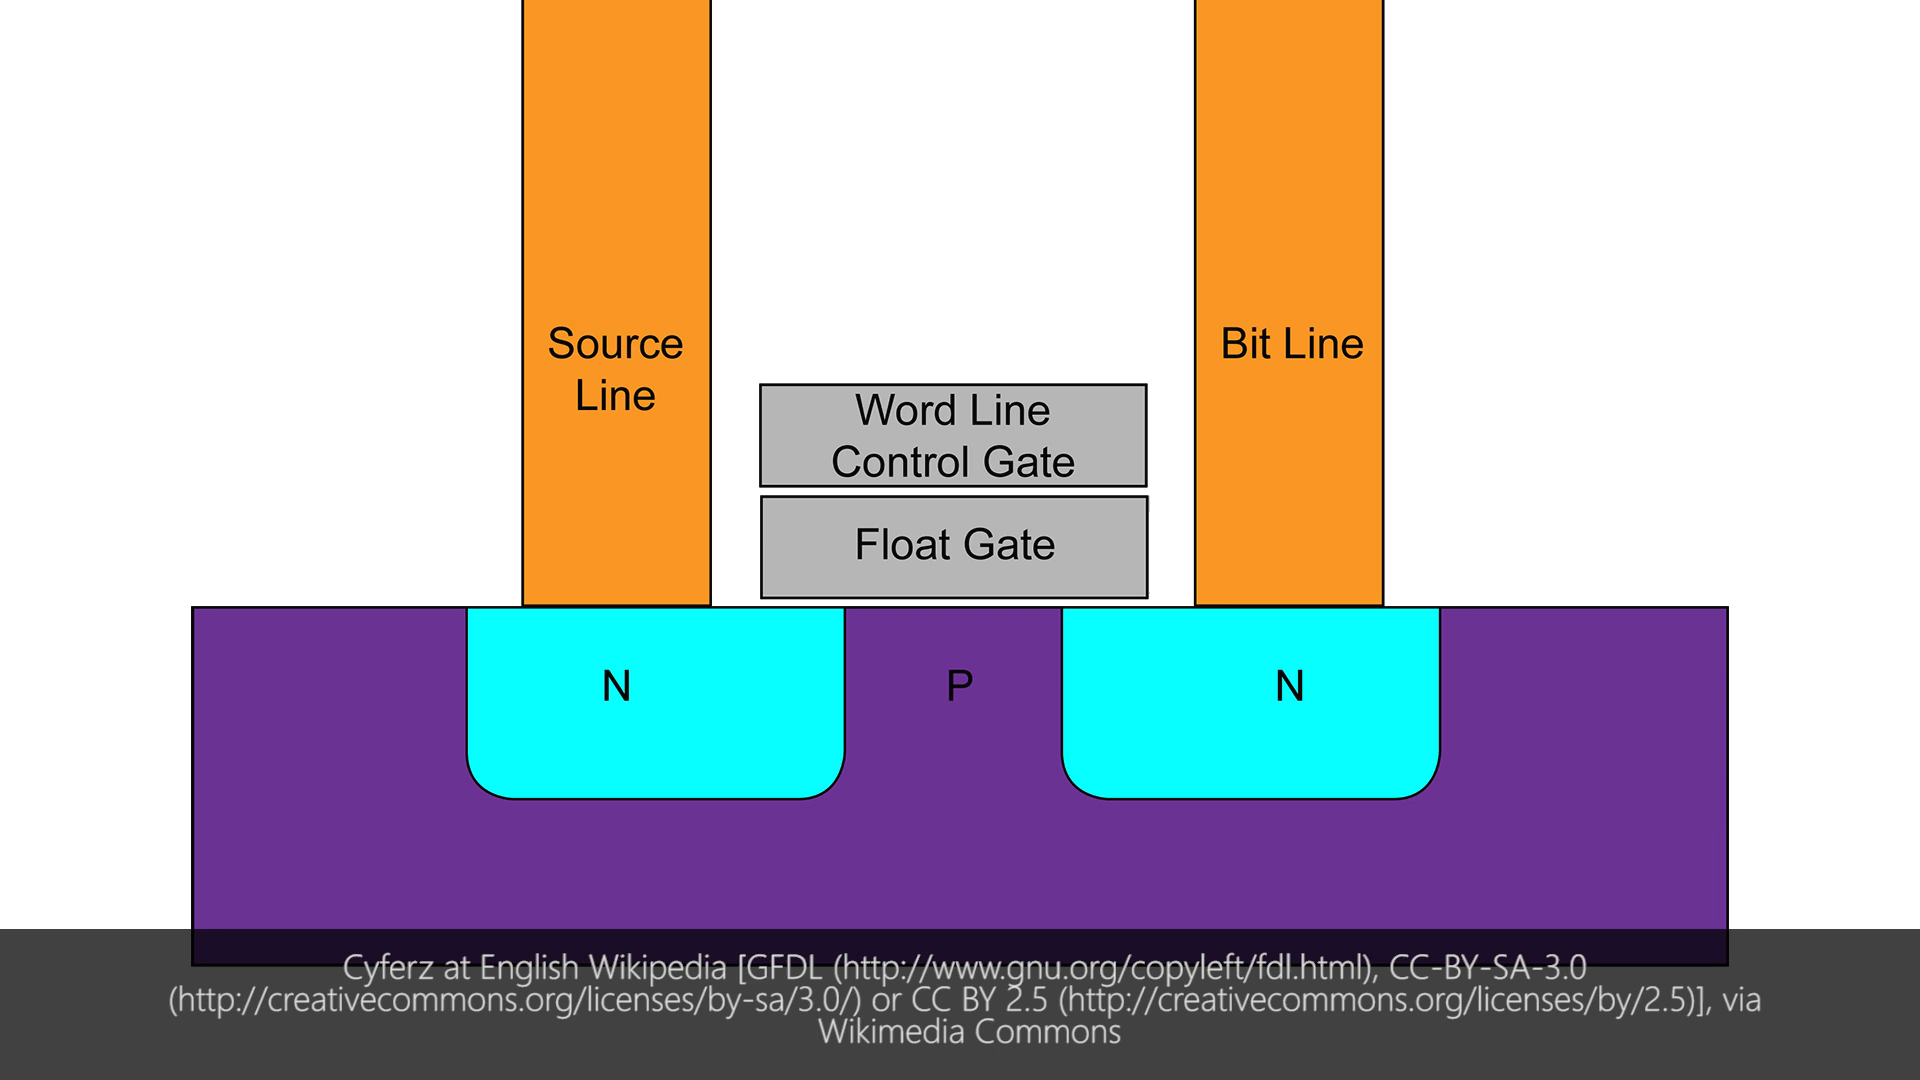 Source
Line
Bit Line
Word Line
Control Gate
Float Gate
N
P
N
Cyferz at English Wikipedia [GFDL (http://www.gnu.org/copyleft/fdl.html), CC-BY-SA-3.0
(http://creativecommons.org/licenses/by-sa/3.0/) or CC BY 2.5 (http://creativecommons.org/licenses/by/2.5)], via
Wikimedia Commons